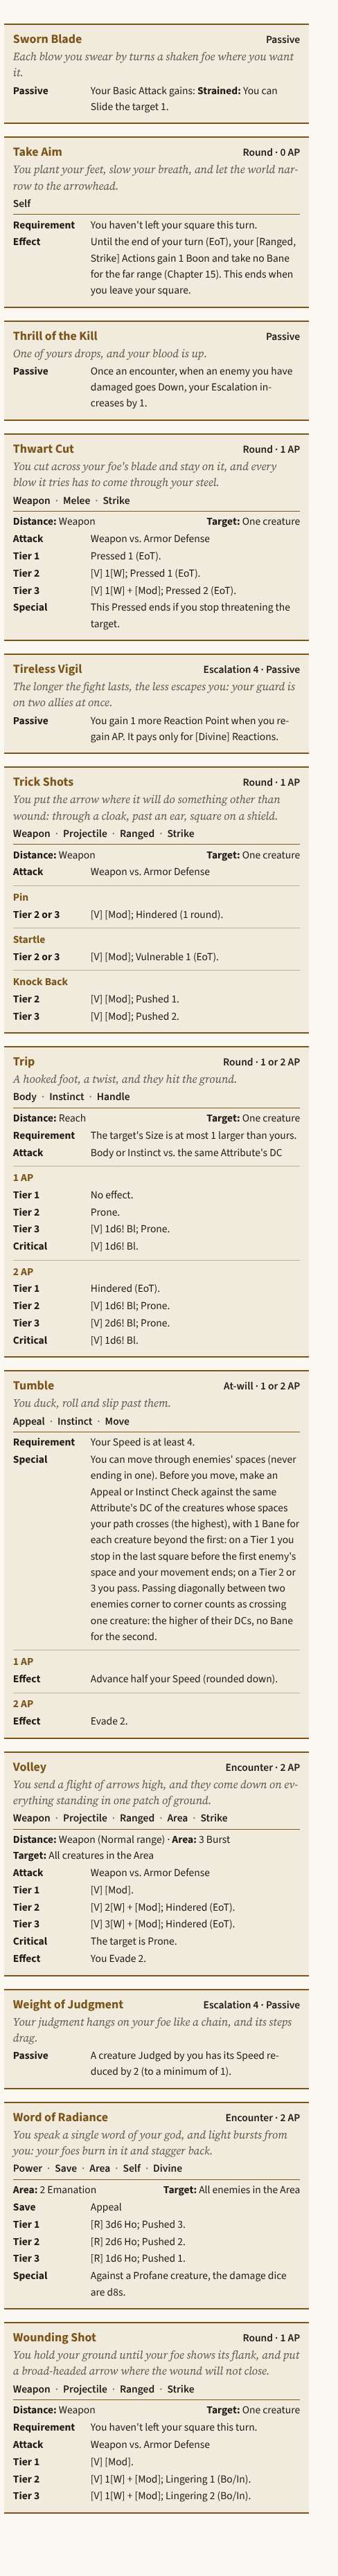 Sworn Blade Passive
Each blow you swear by turns a shaken foe where you want
it.
Passive Your Basic Attack gains: Strained: You can
Slide the target 1.
Take Aim Round · 0 AP
You plant your feet, slow your breath, and let the world nar-
row to the arrowhead.
Self
Requirement You haven't left your square this turn.
Effect Until the end of your turn (EoT), your [Ranged,
Strike] Actions gain 1 Boon and take no Bane
for the far range (Chapter 15). This ends when
you leave your square.
Thrill of the Kill Passive
One of yours drops, and your blood is up.
Passive Once an encounter, when an enemy you have
damaged goes Down, your Escalation in-
creases by 1.
Thwart Cut Round · 1 AP
You cut across your foe's blade and stay on it, and every
blow it tries has to come through your steel.
Weapon · Melee · Strike
Distance: Weapon Target: One creature
Attack Weapon vs. Armor Defense
Tier 1 Pressed 1 (EoT).
Tier 2 [V] 1[W]; Pressed 1 (EoT).
Tier 3 [V] 1[W] + [Mod]; Pressed 2 (EoT).
Special This Pressed ends if you stop threatening the
target.
Tireless Vigil Escalation 4 · Passive
The longer the fight lasts, the less escapes you: your guard is
on two allies at once.
Passive You gain 1 more Reaction Point when you re-
gain AP. It pays only for [Divine] Reactions.
Trick Shots Round · 1 AP
You put the arrow where it will do something other than
wound: through a cloak, past an ear, square on a shield.
Weapon · Projectile · Ranged · Strike
Distance: Weapon Target: One creature
Attack Weapon vs. Armor Defense
Pin
Tier 2 or 3 [V] [Mod]; Hindered (1 round).
Startle
Tier 2 or 3 [V] [Mod]; Vulnerable 1 (EoT).
Knock Back
Tier 2 [V] [Mod]; Pushed 1.
Tier 3 [V] [Mod]; Pushed 2.
Trip Round · 1 or 2 AP
A hooked foot, a twist, and they hit the ground.
Body · Instinct · Handle
Distance: Reach Target: One creature
Requirement The target's Size is at most 1 larger than yours.
Attack Body or Instinct vs. the same Attribute's DC
1 AP
Tier 1 No effect.
Tier 2 Prone.
Tier 3 [V] 1d6! Bl; Prone.
Critical [V] 1d6! Bl.
2 AP
Tier 1 Hindered (EoT).
Tier 2 [V] 1d6! Bl; Prone.
Tier 3 [V] 2d6! Bl; Prone.
Critical [V] 1d6! Bl.
Tumble At-will · 1 or 2 AP
You duck, roll and slip past them.
Appeal · Instinct · Move
Requirement Your Speed is at least 4.
Special You can move through enemies' spaces (never
ending in one). Before you move, make an
Appeal or Instinct Check against the same
Attribute's DC of the creatures whose spaces
your path crosses (the highest), with 1 Bane for
each creature beyond the first: on a Tier 1 you
stop in the last square before the first enemy's
space and your movement ends; on a Tier 2 or
3 you pass. Passing diagonally between two
enemies corner to corner counts as crossing
one creature: the higher of their DCs, no Bane
for the second.
1 AP
Effect Advance half your Speed (rounded down).
2 AP
Effect Evade 2.
Volley Encounter · 2 AP
You send a flight of arrows high, and they come down on ev-
erything standing in one patch of ground.
Weapon · Projectile · Ranged · Area · Strike
Distance: Weapon (Normal range) · Area: 3 Burst
Target: All creatures in the Area
Attack Weapon vs. Armor Defense
Tier 1 [V] [Mod].
Tier 2 [V] 2[W] + [Mod]; Hindered (EoT).
Tier 3 [V] 3[W] + [Mod]; Hindered (EoT).
Critical The target is Prone.
Effect You Evade 2.
Weight of Judgment Escalation 4 · Passive
Your judgment hangs on your foe like a chain, and its steps
drag.
Passive A creature Judged by you has its Speed re-
duced by 2 (to a minimum of 1).
Word of Radiance Encounter · 2 AP
You speak a single word of your god, and light bursts from
you: your foes burn in it and stagger back.
Power · Save · Area · Self · Divine
Area: 2 Emanation Target: All enemies in the Area
Save Appeal
Tier 1 [R] 3d6 Ho; Pushed 3.
Tier 2 [R] 2d6 Ho; Pushed 2.
Tier 3 [R] 1d6 Ho; Pushed 1.
Special Against a Profane creature, the damage dice
are d8s.
Wounding Shot Round · 1 AP
You hold your ground until your foe shows its flank, and put
a broad-headed arrow where the wound will not close.
Weapon · Projectile · Ranged · Strike
Distance: Weapon Target: One creature
Requirement You haven't left your square this turn.
Attack Weapon vs. Armor Defense
Tier 1 [V] [Mod].
Tier 2 [V] 1[W] + [Mod]; Lingering 1 (Bo/In).
Tier 3 [V] 1[W] + [Mod]; Lingering 2 (Bo/In).